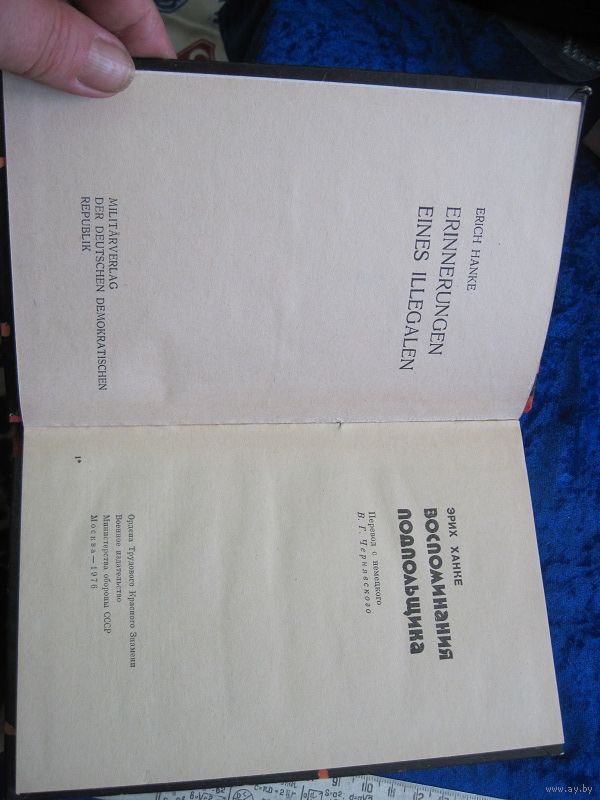 ERICH HANKE
ERINNERUNGEN
EINES ILLEGALEN
MILITÄRVERLAG
DER DEUTSCHEN DEMOKRATISCHEN
REPUBLIK
ЭРИХ ХАНКЕ
ВОСПОМИНАНИЯ
ПОДПОЛЬЩИКА
Перевод с немецкого
В. Г. Чернявского
Ордена Трудового Красного Знамени
Военное издательство
Министерства обороны СССР
Москва — 1976
1*
www.ay.by